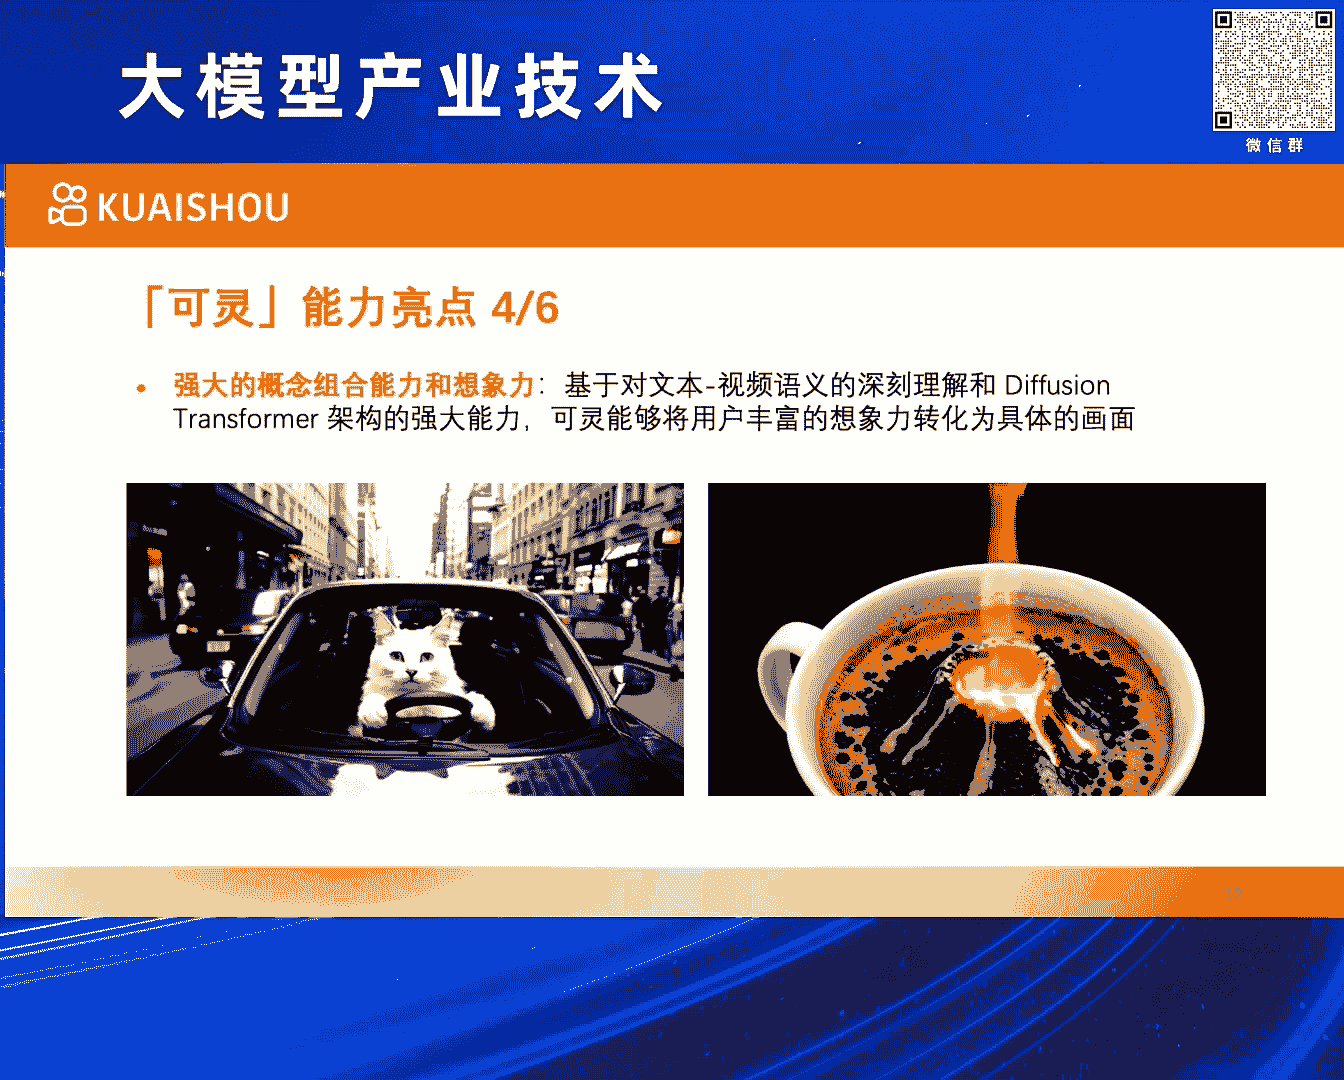 大模型产业技术
微信群
KUAISHOU
「可灵」能力亮点 4/6
• 强大的概念组合能力和想象力：基于对文本-视频语义的深刻理解和 Diffusion
Transformer 架构的强大能力，可灵能够将用户丰富的想象力转化为具体的画面